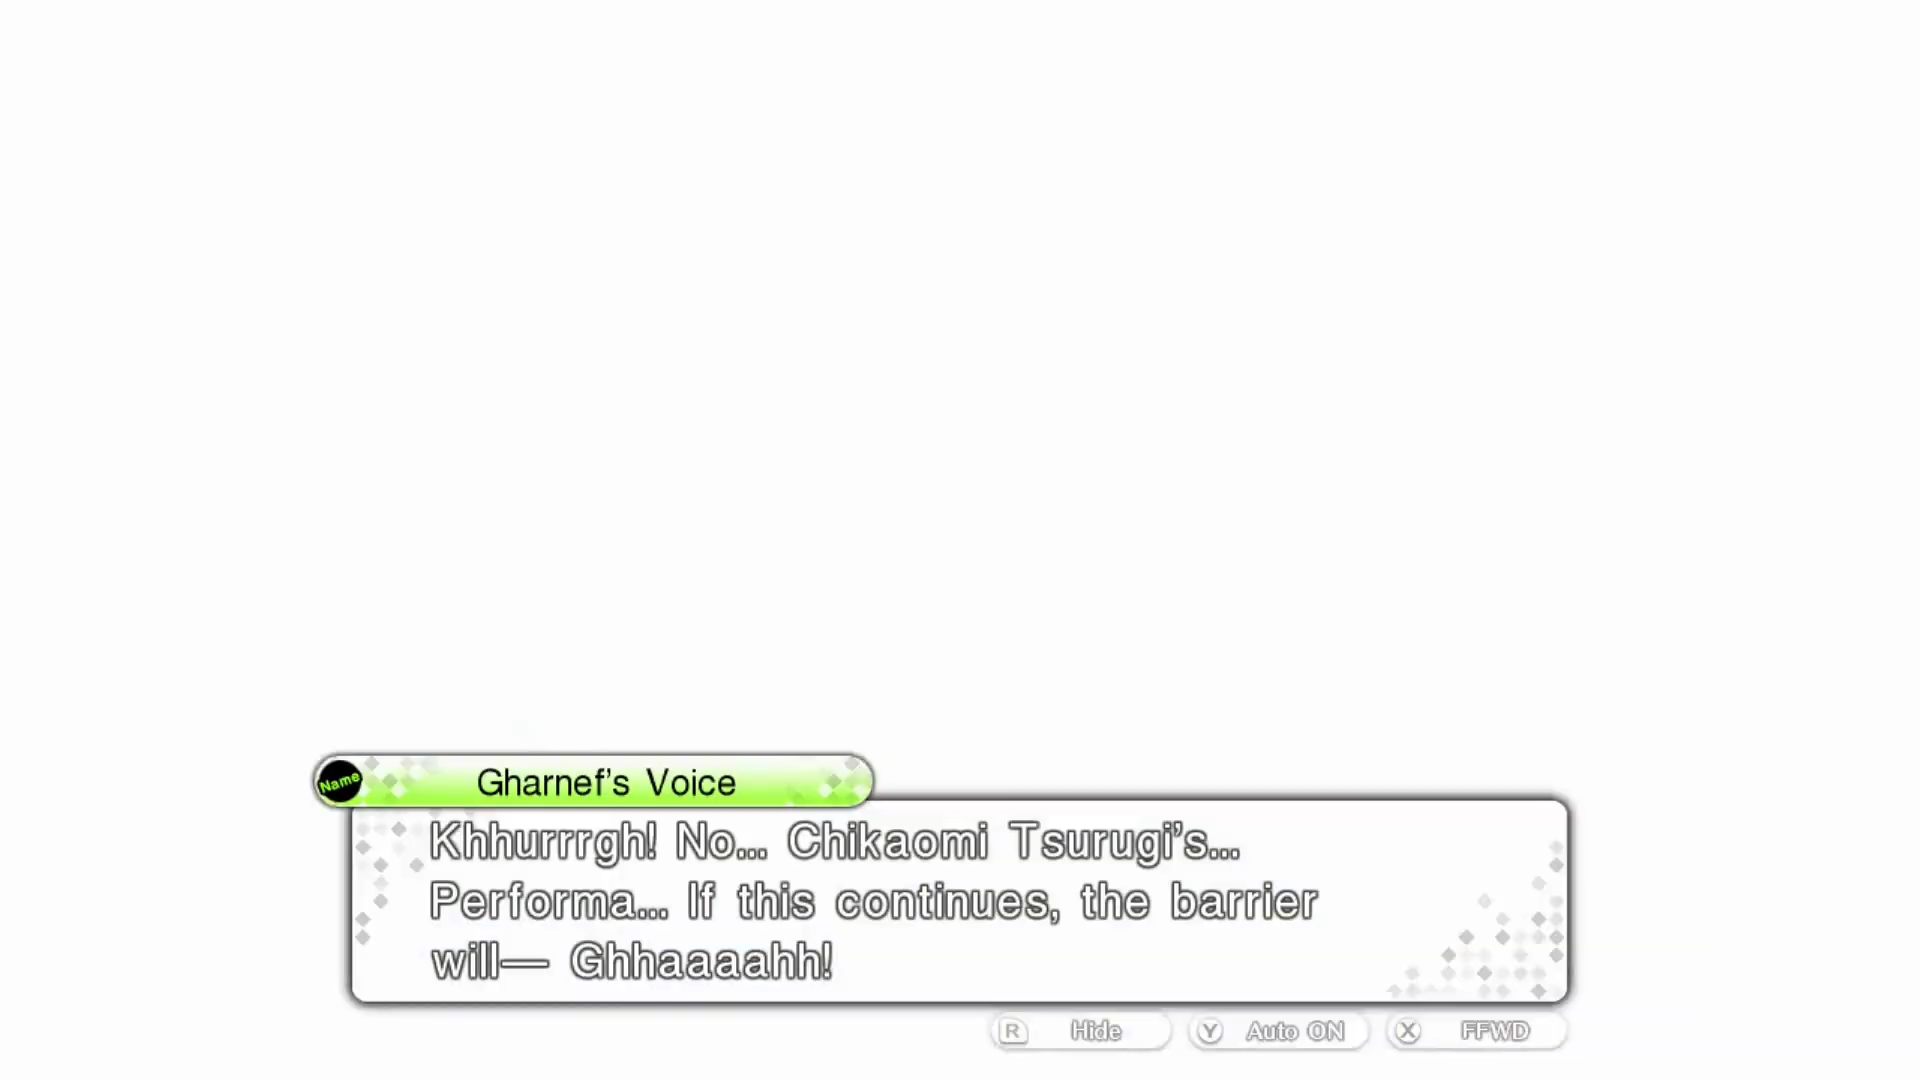 Name
Gharnef's Voice
Khhurrrgh! No... Chikaomi Tsurugi's...
Performa... If this continues, the barrier
will— Ghhaaaahh!
R Hide Y Auto ON X FFWD